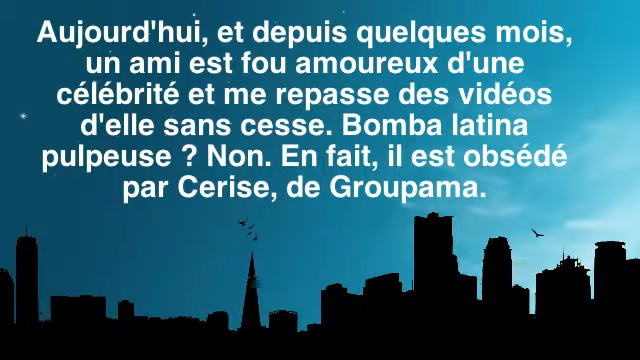 Aujourd'hui, et depuis quelques mois,
un ami est fou amoureux d'une
célébrité et me repasse des vidéos
d'elle sans cesse. Bomba latina
pulpeuse ? Non. En fait, il est obsédé
par Cerise, de Groupama.